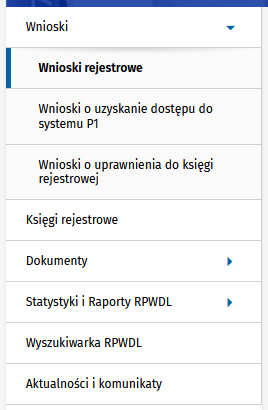 Wnioski
Wnioski rejestrowe
Wnioski o uzyskanie dostępu do
systemu P1
Wnioski o uprawnienia do księgi
rejestrowej
Księgi rejestrowe
Dokumenty
Statystyki i Raporty RPWDL
Wyszukiwarka RPWDL
Aktualności i komunikaty